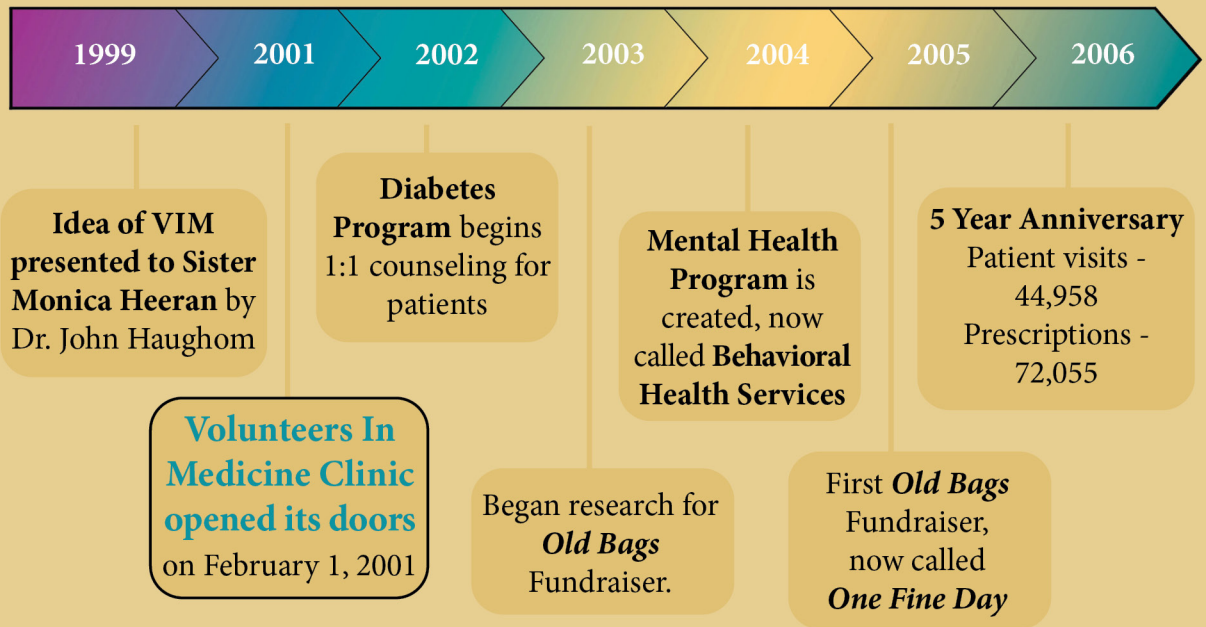 1999 2001 2002 2003 2004 2005 2006
Idea of VIM
presented to Sister
Monica Heeran by
Dr. John Haughom
Volunteers In
Medicine Clinic
opened its doors
on February 1, 2001
Diabetes
Program begins
1:1 counseling for
patients
Began research for
Old Bags
Fundraiser.
Mental Health
Program is
created, now
called Behavioral
Health Services
First Old Bags
Fundraiser,
now called
One Fine Day
5 Year Anniversary
Patient visits -
44,958
Prescriptions -
72,055